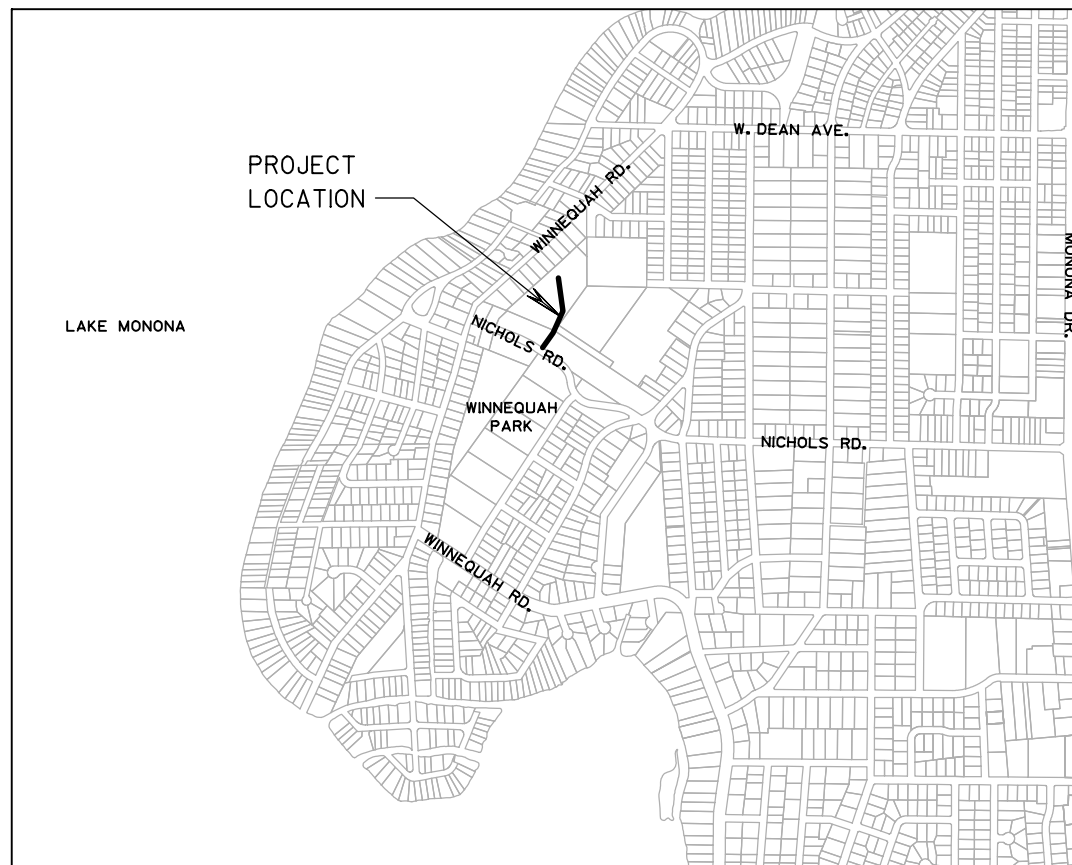 W. DEAN AVE.
PROJECT
LOCATION
WINNEQUAH RD.
MONONA DR.
LAKE MONONA
NICHOLS RD.
WINNEQUAH
PARK
NICHOLS RD.
WINNEQUAH RD.